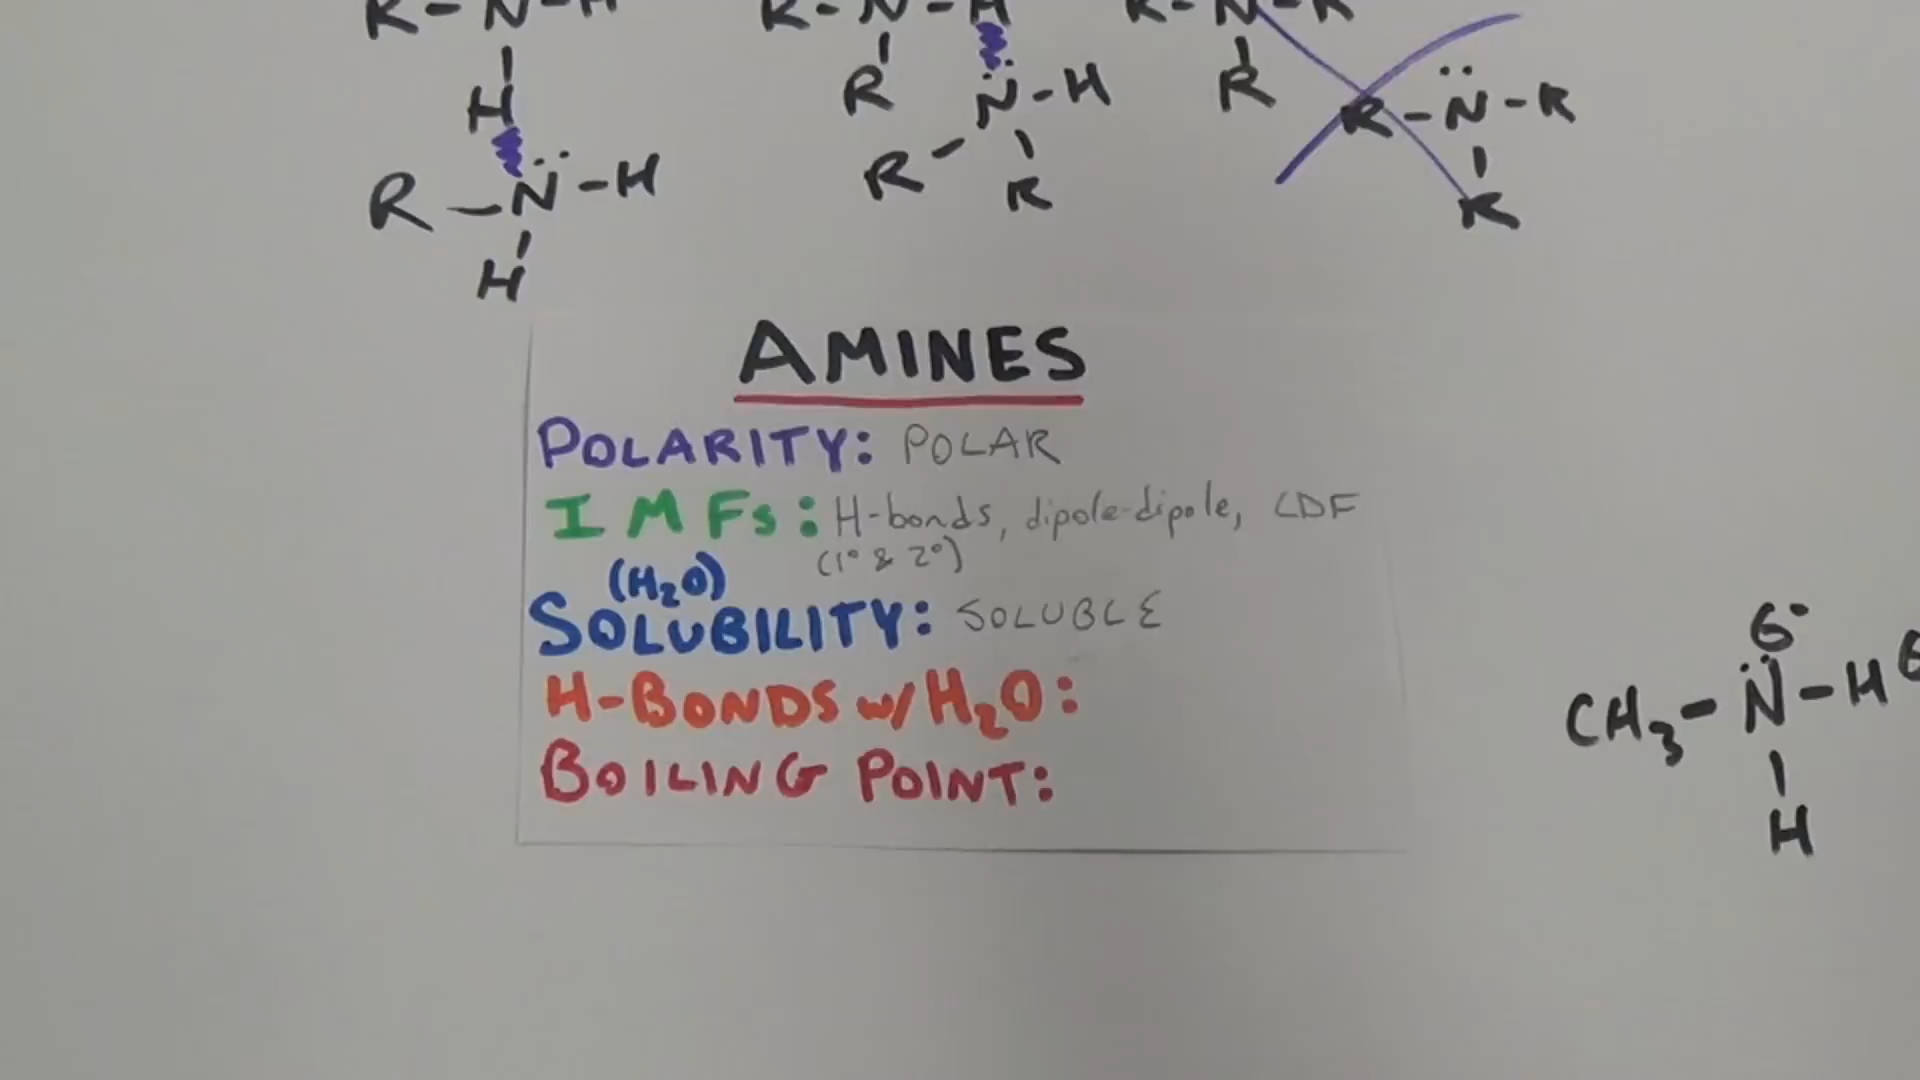 R-N-H R-N-H R-N-R
H R N-H R R-N-R
R-N-H R R R
H
AMINES
POLARITY: POLAR
IMFs: H-bonds, dipole-dipole, LDF
(1° & 2°)
(H₂O)
SOLUBILITY: SOLUBLE
H-BONDS w/ H₂O:
BOILING POINT:
δ-
CH₃-N-H
H